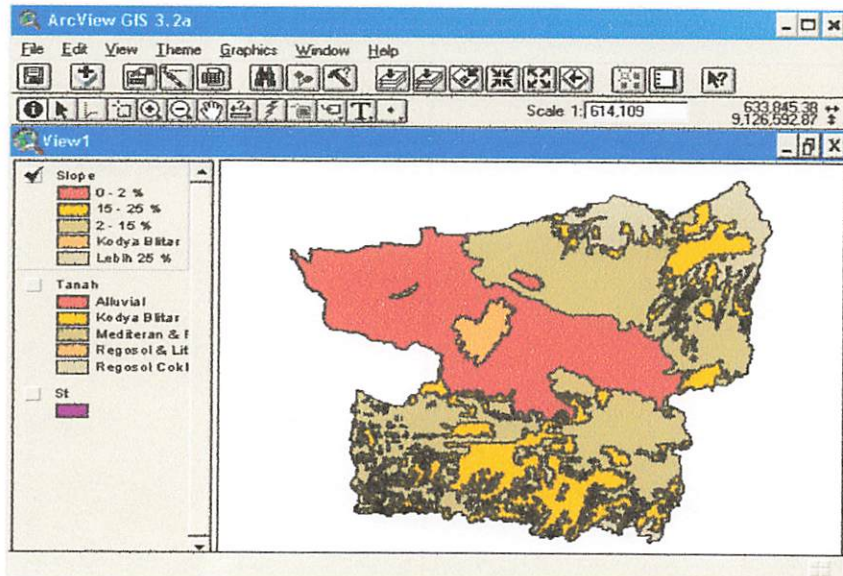 ArcView GIS 3.2a
File Edit View Theme Graphics Window Help
Scale 1: 614,109
633,845.38
9,126,592.87
View1
Slope
0 - 2 %
15 - 25 %
2 - 15 %
Kodya Blitar
Lebih 25 %
Tanah
Alluvial
Kodya Blitar
Mediteran & F
Regosol & Lit
Regosol Cokl
St